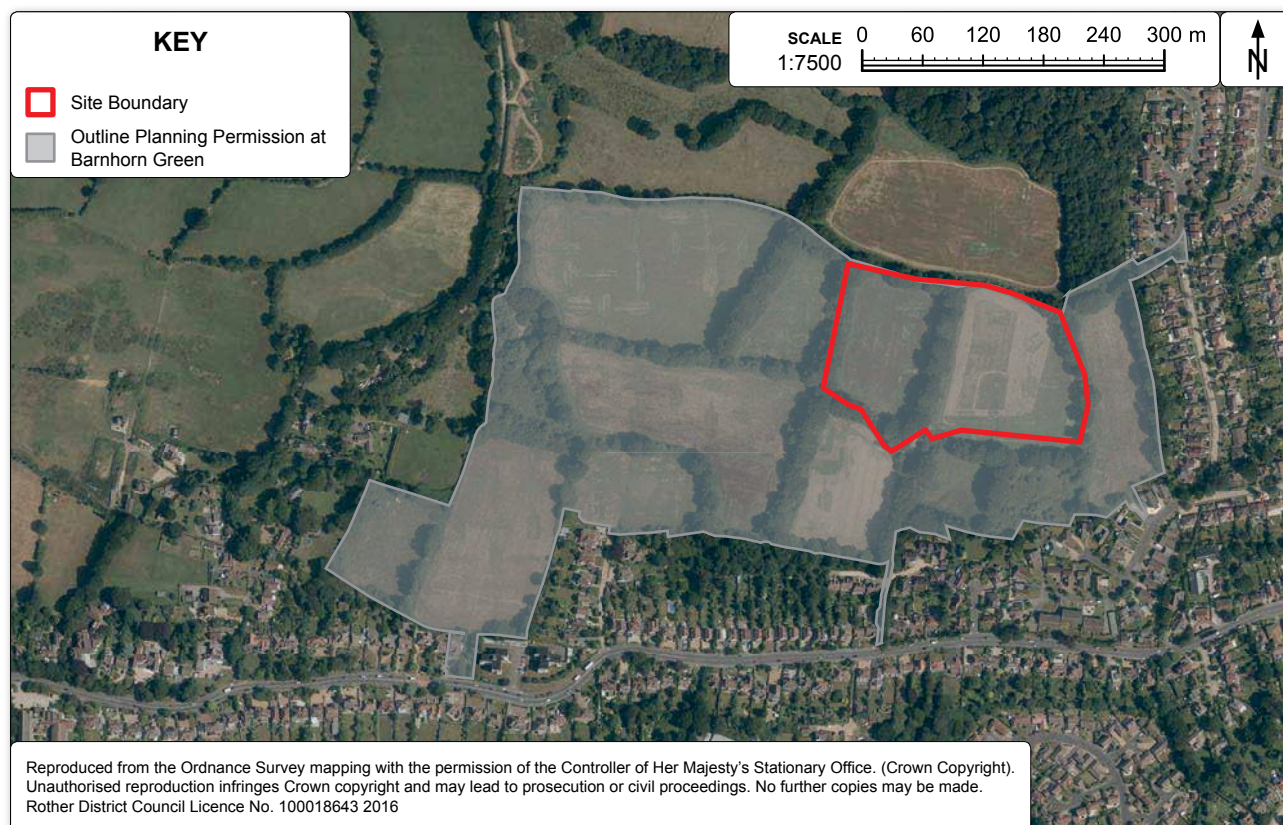 KEY
Site Boundary
Outline Planning Permission at
Barnhorn Green
SCALE 0 60 120 180 240 300 m
1:7500
N
Reproduced from the Ordnance Survey mapping with the permission of the Controller of Her Majesty's Stationary Office. (Crown Copyright).
Unauthorised reproduction infringes Crown copyright and may lead to prosecution or civil proceedings. No further copies may be made.
Rother District Council Licence No. 100018643 2016